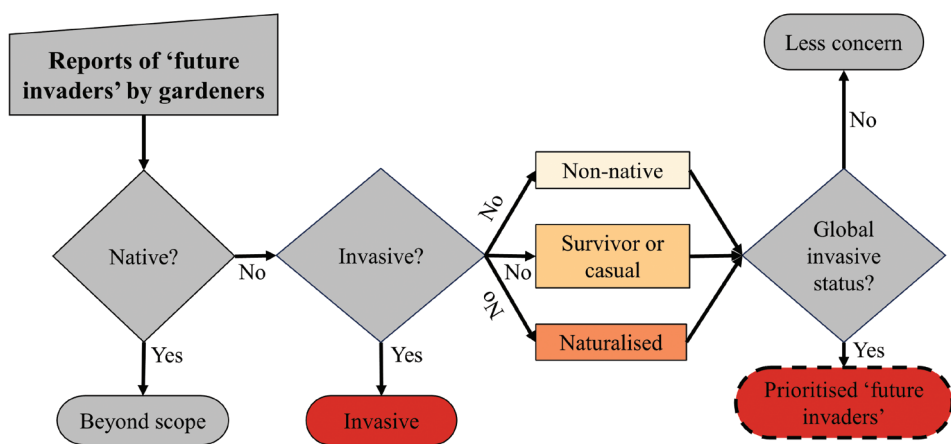 Reports of ‘future
invaders’ by gardeners
Native?
No
Yes
Beyond scope
Invasive?
Yes
Invasive
No
No
No
Non-native
Survivor or
casual
Naturalised
Global
invasive
status?
No
Less concern
Yes
Prioritised ‘future
invaders’